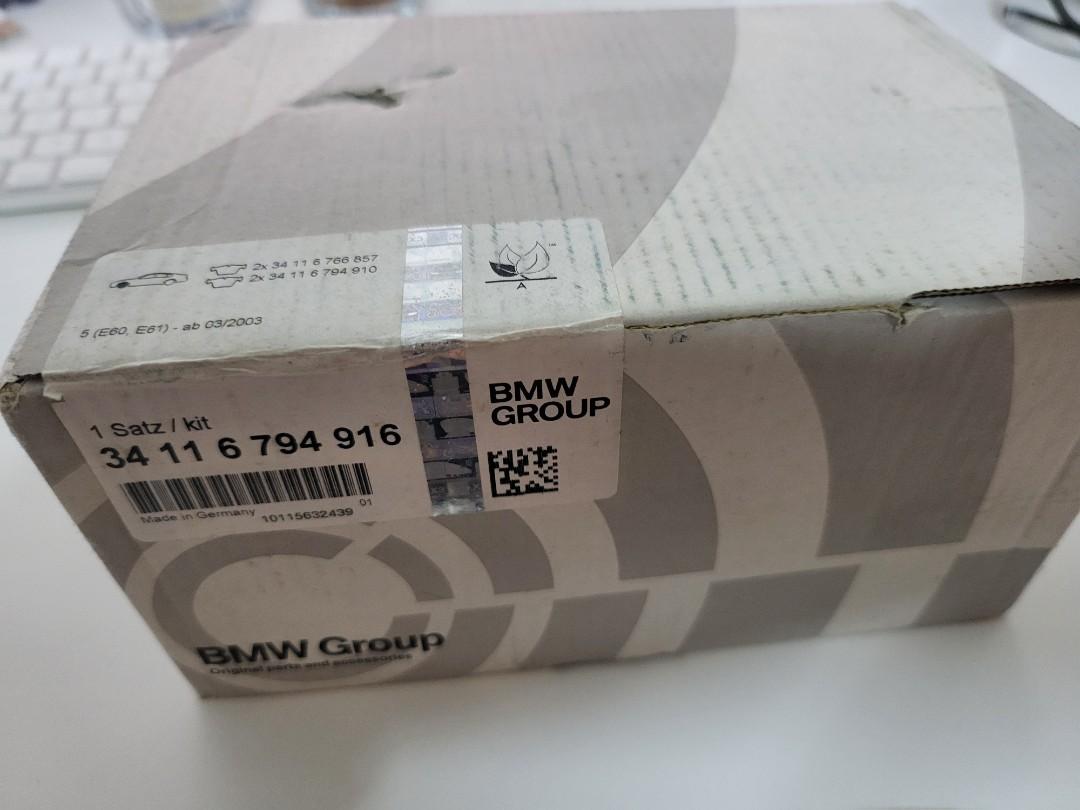 2x 34 11 6 766 857
2x 34 11 6 794 910
5 (E60, E61) - ab 03/2003
TM
A
1 Satz / kit
34 11 6 794 916
01
Made in Germany 10115632439
BMW
GROUP
BMW Group
Original parts and accessories